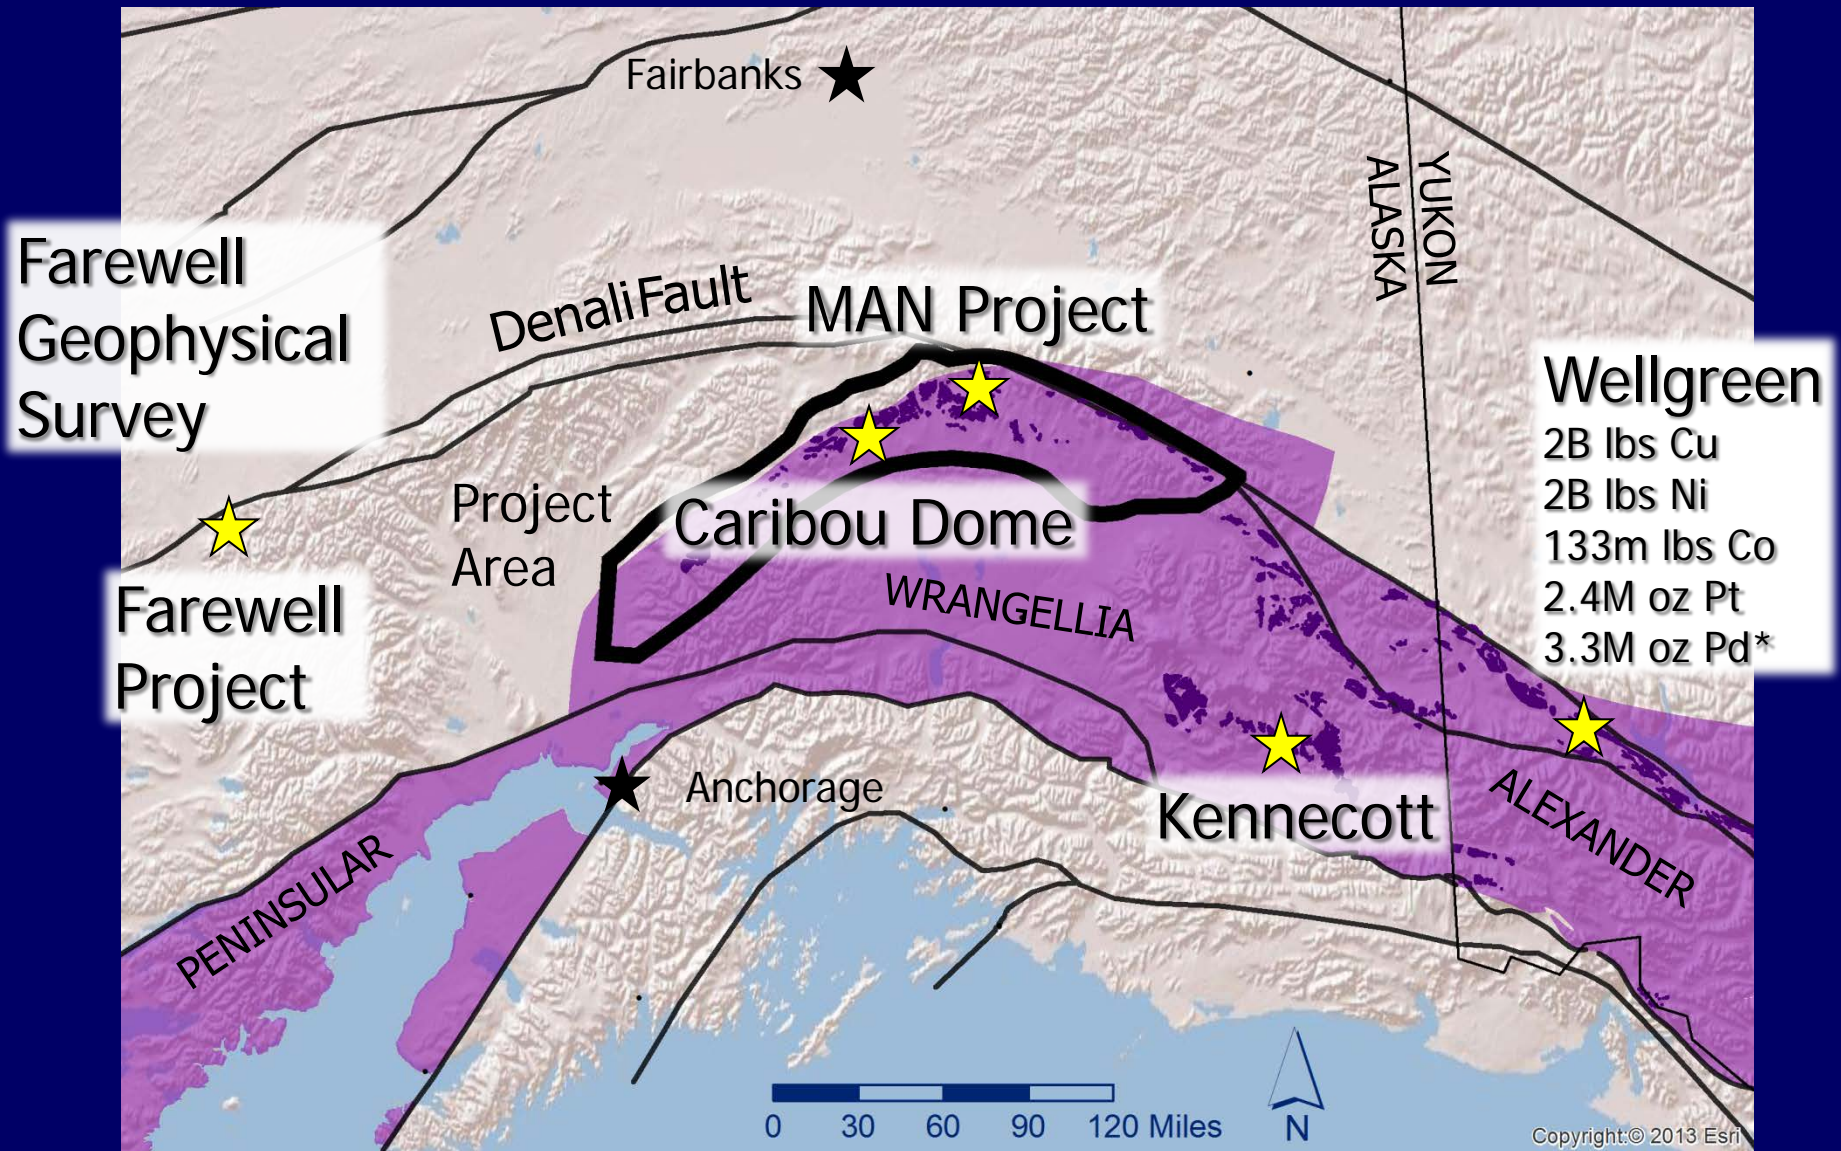 Fairbanks
YUKON
ALASKA
Farewell
Geophysical
Survey
Denali Fault
MAN Project
Wellgreen
2B lbs Cu
2B lbs Ni
133m lbs Co
2.4M oz Pt
3.3M oz Pd*
Project
Area
Caribou Dome
Farewell
Project
WRANGELLIA
Anchorage
Kennecott
ALEXANDER
PENINSULAR
0 30 60 90 120 Miles
N
Copyright:© 2013 Esri